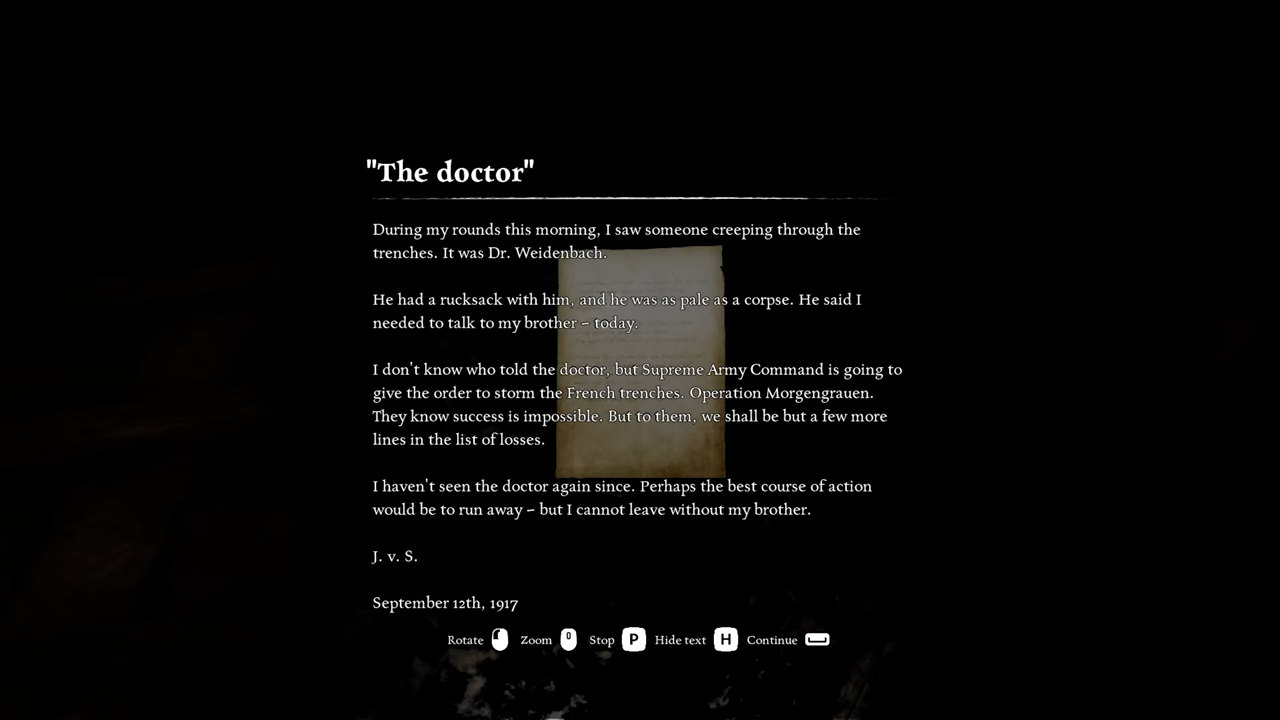 "The doctor"
During my rounds this morning, I saw someone creeping through the
trenches. It was Dr. Weidenbach.
He had a rucksack with him, and he was as pale as a corpse. He said I
needed to talk to my brother – today.
I don't know who told the doctor, but Supreme Army Command is going to
give the order to storm the French trenches. Operation Morgengrauen.
They know success is impossible. But to them, we shall be but a few more
lines in the list of losses.
I haven't seen the doctor again since. Perhaps the best course of action
would be to run away – but I cannot leave without my brother.
J. v. S.
September 12th, 1917
Rotate Zoom 0 Stop P Hide text H Continue